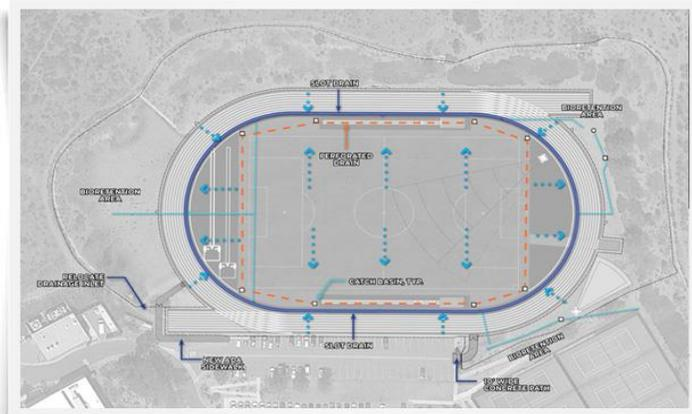 SLOT DRAIN
BIORETENTION
AREA
PERFORATED
DRAIN
BIORETENTION
AREA
RELOCATE
DRAINAGE INLET
CATCH BASIN, TYP.
SLOT DRAIN
NEW ADA
SIDEWALK
BIORETENTION
AREA
10' WIDE
CONCRETE PATH